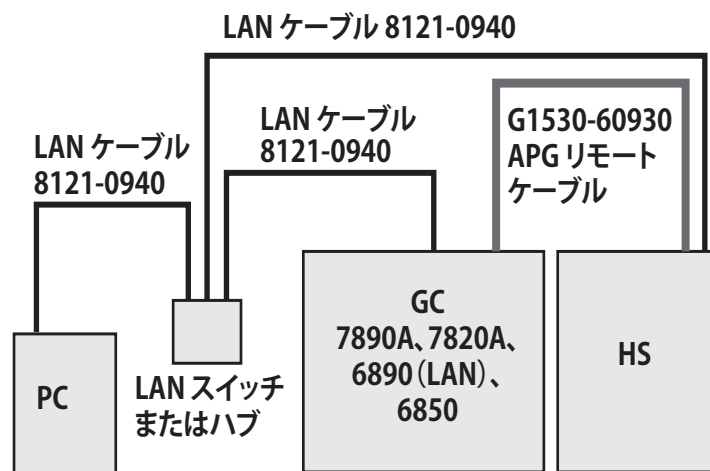 LAN ケーブル 8121-0940
LAN ケーブル
8121-0940
G1530-60930
APG リモート
ケーブル
LAN ケーブル
8121-0940
GC
7890A、7820A、
6890（LAN）、
6850
HS
PC
LAN スイッチ
またはハブ